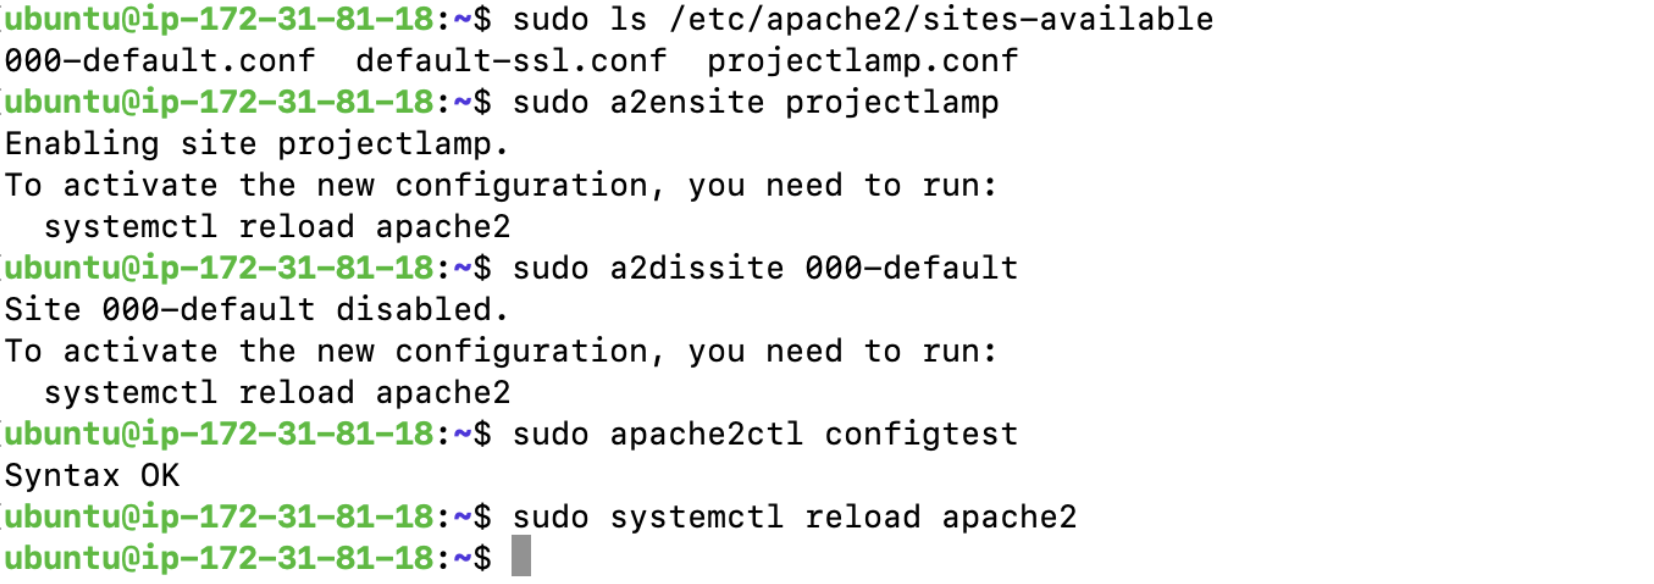 ubuntu@ip-172-31-81-18:~$ sudo ls /etc/apache2/sites-available
000-default.conf  default-ssl.conf  projectlamp.conf
ubuntu@ip-172-31-81-18:~$ sudo a2ensite projectlamp
Enabling site projectlamp.
To activate the new configuration, you need to run:
  systemctl reload apache2
ubuntu@ip-172-31-81-18:~$ sudo a2dissite 000-default
Site 000-default disabled.
To activate the new configuration, you need to run:
  systemctl reload apache2
ubuntu@ip-172-31-81-18:~$ sudo apache2ctl configtest
Syntax OK
ubuntu@ip-172-31-81-18:~$ sudo systemctl reload apache2
ubuntu@ip-172-31-81-18:~$